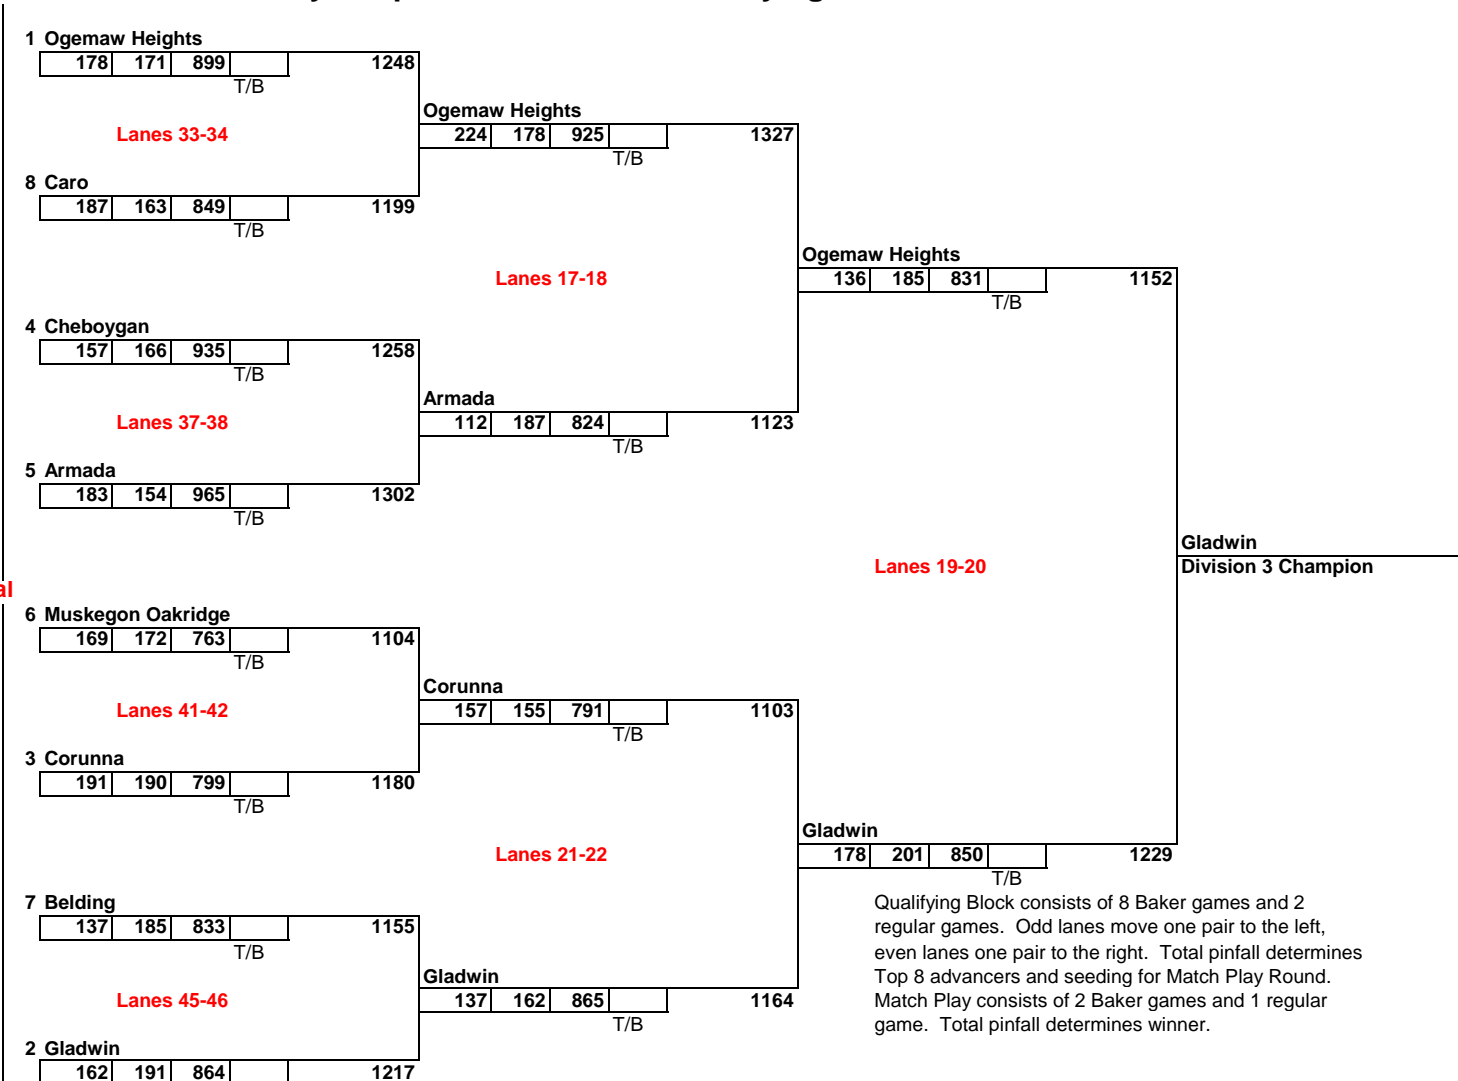 1 Ogemaw Heights
178 171 899 1248
T/B
Ogemaw Heights
Lanes 33-34
224 178 925 1327
T/B
8 Caro
187 163 849 1199
T/B
Ogemaw Heights
Lanes 17-18
136 185 831 1152
T/B
4 Cheboygan
157 166 935 1258
T/B
Armada
Lanes 37-38
112 187 824 1123
T/B
5 Armada
183 154 965 1302
T/B
Gladwin
Lanes 19-20
Division 3 Champion
al
6 Muskegon Oakridge
169 172 763 1104
T/B
Corunna
Lanes 41-42
157 155 791 1103
T/B
3 Corunna
191 190 799 1180
T/B
Gladwin
Lanes 21-22
178 201 850 1229
T/B
7 Belding
137 185 833 1155
T/B
Qualifying Block consists of 8 Baker games and 2
regular games. Odd lanes move one pair to the left,
even lanes one pair to the right. Total pinfall determines
Top 8 advancers and seeding for Match Play Round.
Match Play consists of 2 Baker games and 1 regular
game. Total pinfall determines winner.
Gladwin
Lanes 45-46
137 162 865 1164
T/B
2 Gladwin
162 191 864 1217